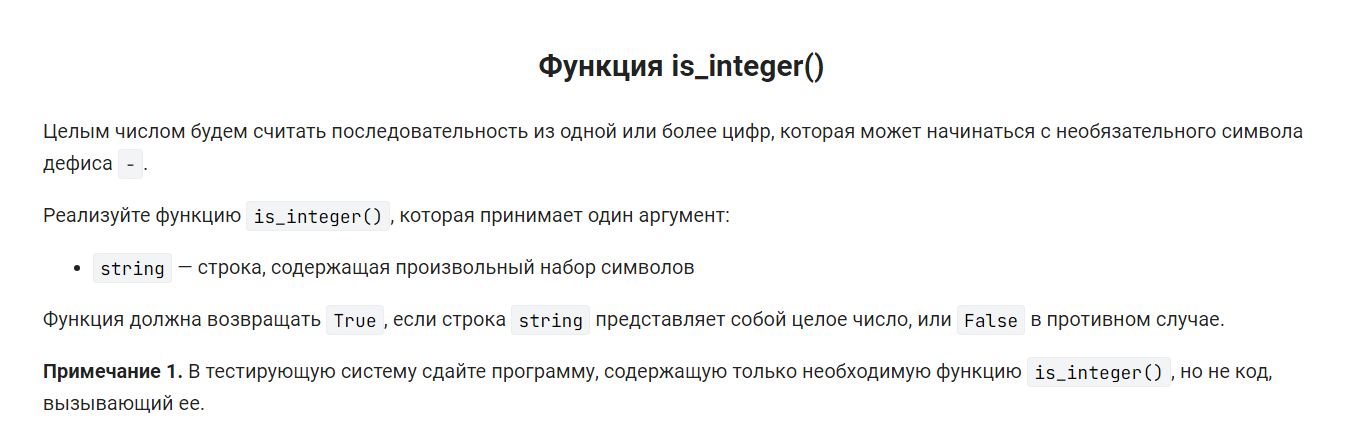 Функция is_integer()
Целым числом будем считать последовательность из одной или более цифр, которая может начинаться с необязательного символа
дефиса -.
Реализуйте функцию is_integer(), которая принимает один аргумент:
• string — строка, содержащая произвольный набор символов
Функция должна возвращать True, если строка string представляет собой целое число, или False в противном случае.
Примечание 1. В тестирующую систему сдайте программу, содержащую только необходимую функцию is_integer(), но не код,
вызывающий ее.